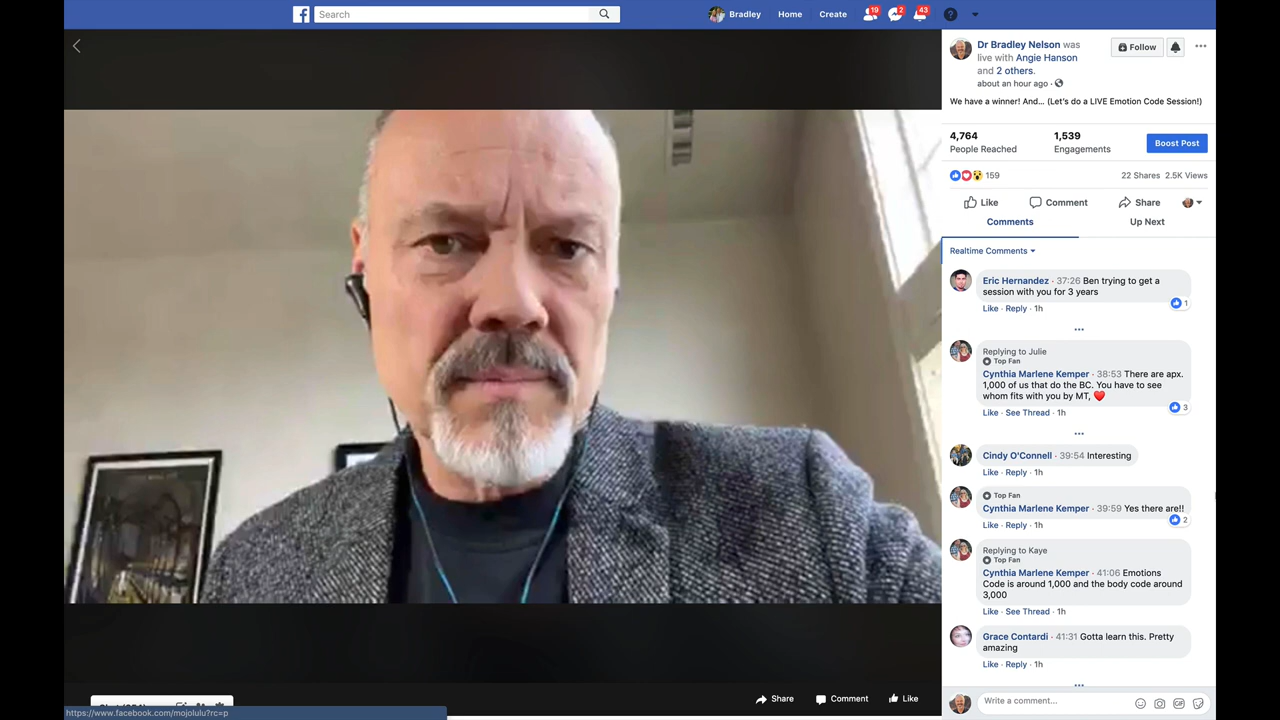 Search
Bradley
Home
Create
19
2
43
Dr Bradley Nelson was
live with Angie Hanson
and 2 others.
about an hour ago ·
Follow
We have a winner! And... (Let's do a LIVE Emotion Code Session!)
4,764
People Reached
1,539
Engagements
Boost Post
159
22 Shares 2.5K Views
Like
Comment
Share
Comments
Up Next
Realtime Comments
Eric Hernandez · 37:26 Ben trying to get a
session with you for 3 years
1
Like · Reply · 1h
Replying to Julie
Top Fan
Cynthia Marlene Kemper · 38:53 There are apx.
1,000 of us that do the BC. You have to see
whom fits with you by MT, ❤️
3
Like · See Thread · 1h
Cindy O'Connell · 39:54 Interesting
Like · Reply · 1h
Top Fan
Cynthia Marlene Kemper · 39:59 Yes there are!!
2
Like · Reply · 1h
Replying to Kaye
Top Fan
Cynthia Marlene Kemper · 41:06 Emotions
Code is around 1,000 and the body code around
3,000
Like · See Thread · 1h
Grace Contardi · 41:31 Gotta learn this. Pretty
amazing
Like · Reply · 1h
Write a comment...
GIF
Share
Comment
Like
https://www.facebook.com/mojolulu?rc=p